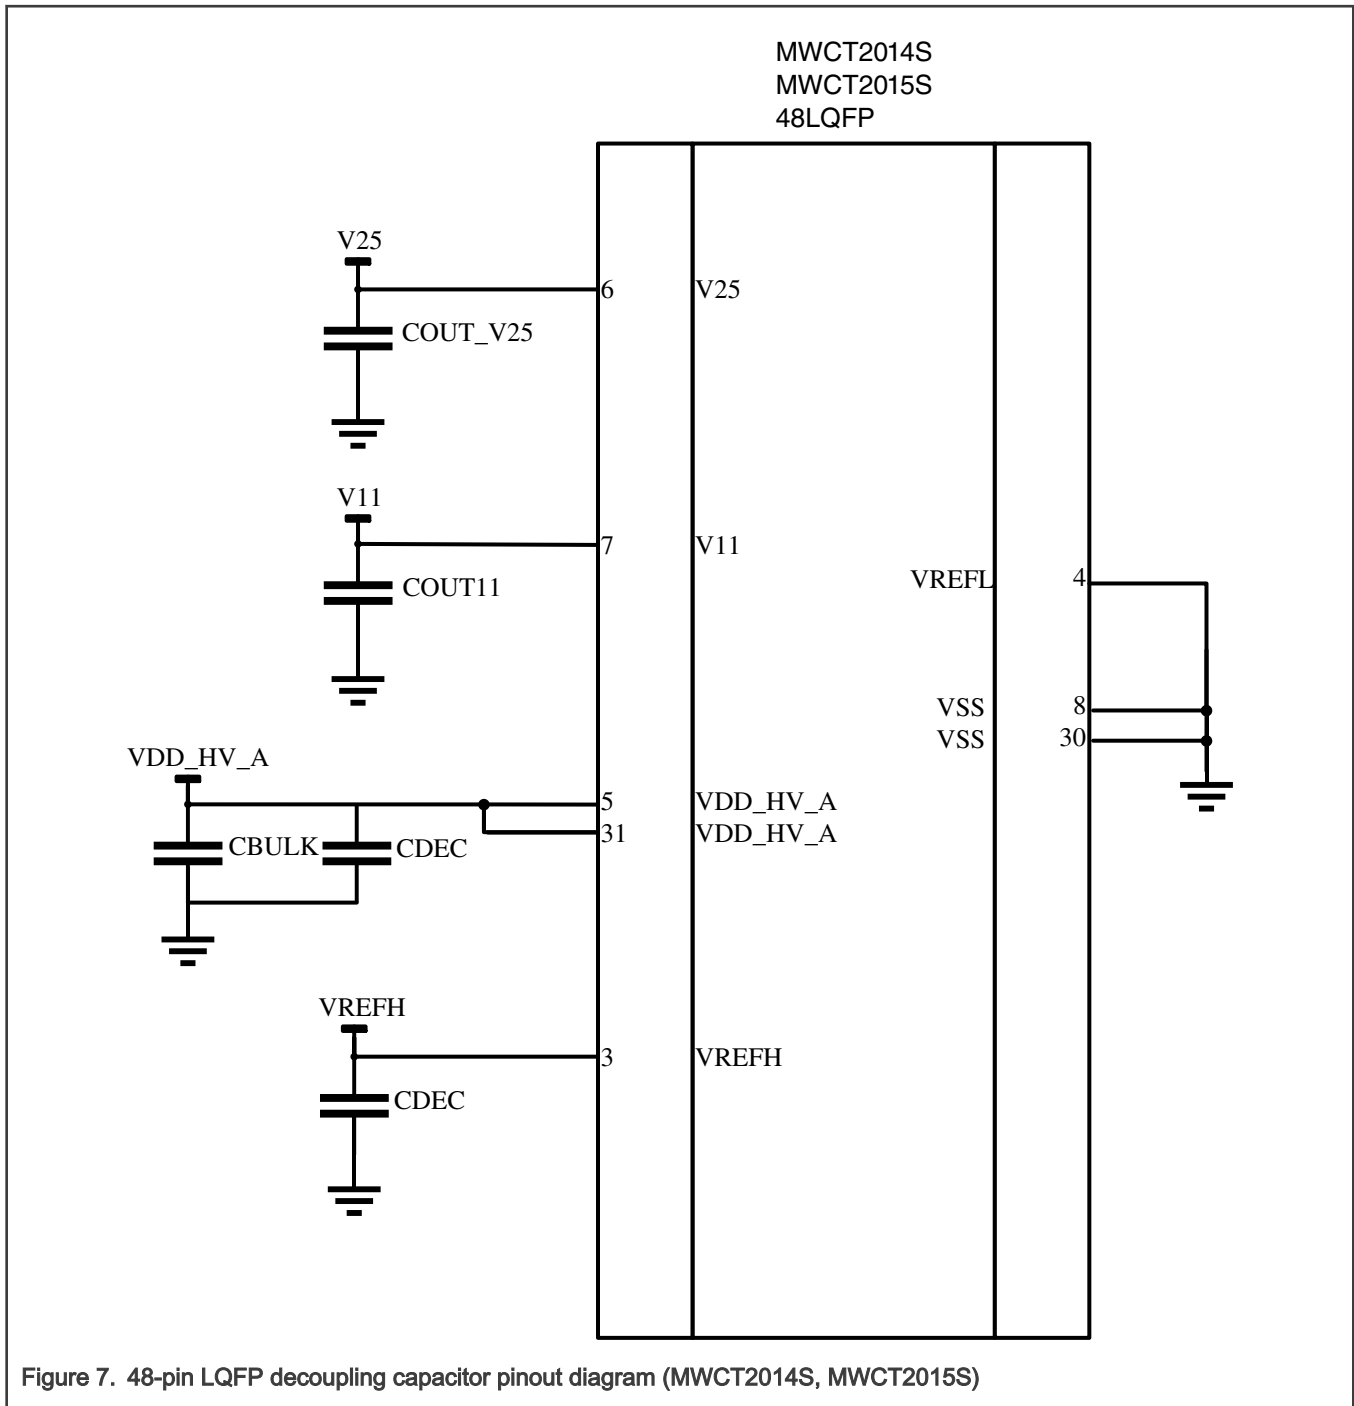 MWCT2014S
MWCT2015S
48LQFP
V25
6 V25
COUT_V25
V11
7 V11
COUT11
VREFL 4
VSS 8
VSS 30
VDD_HV_A
5 VDD_HV_A
31 VDD_HV_A
CBULK CDEC
VREFH
3 VREFH
CDEC
Figure 7. 48-pin LQFP decoupling capacitor pinout diagram (MWCT2014S, MWCT2015S)